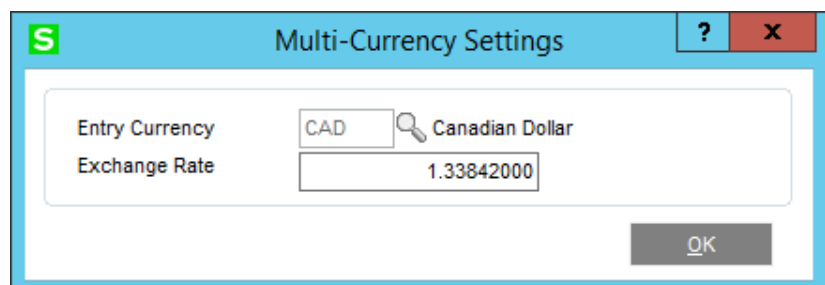 S Multi-Currency Settings ? x
Entry Currency CAD Canadian Dollar
Exchange Rate 1.33842000
OK